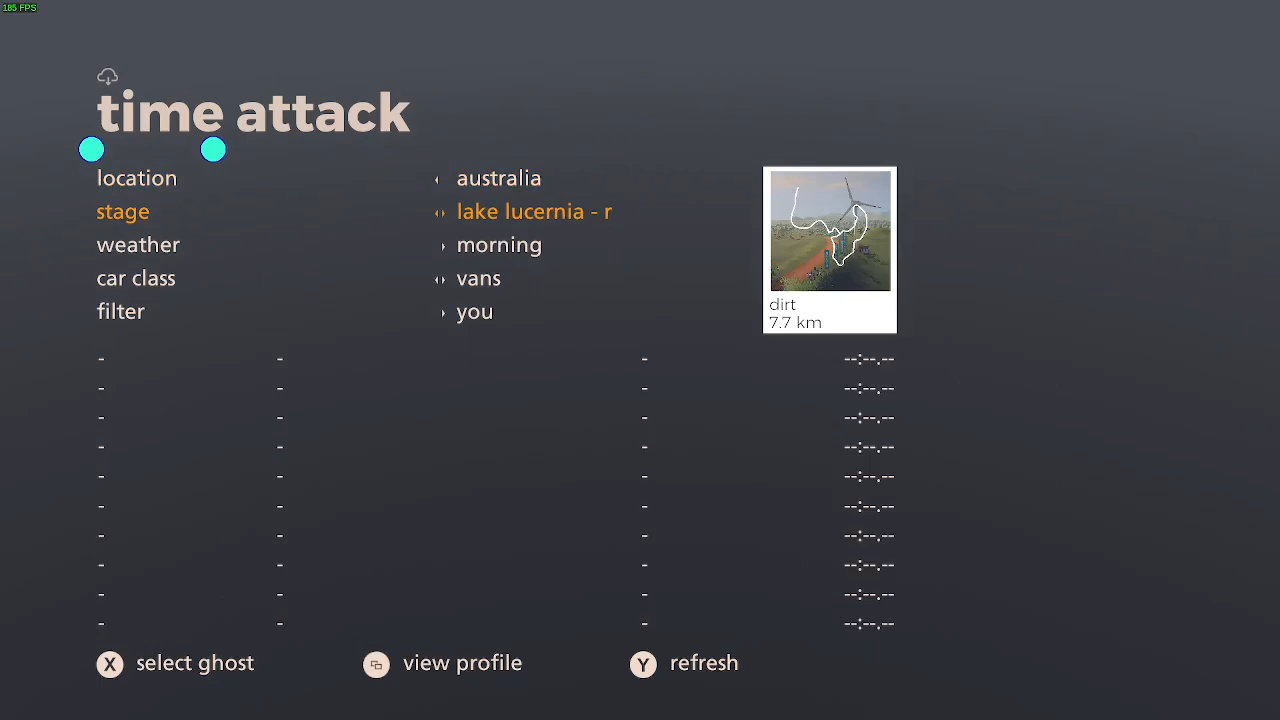 185 FPS
time attack
location australia
stage lake lucernia - r
weather morning
car class vans
filter you
dirt
7.7 km
- - - --:--.--
- - - --:--.--
- - - --:--.--
- - - --:--.--
- - - --:--.--
- - - --:--.--
- - - --:--.--
- - - --:--.--
- - - --:--.--
- - - --:--.--
X select ghost view profile Y refresh